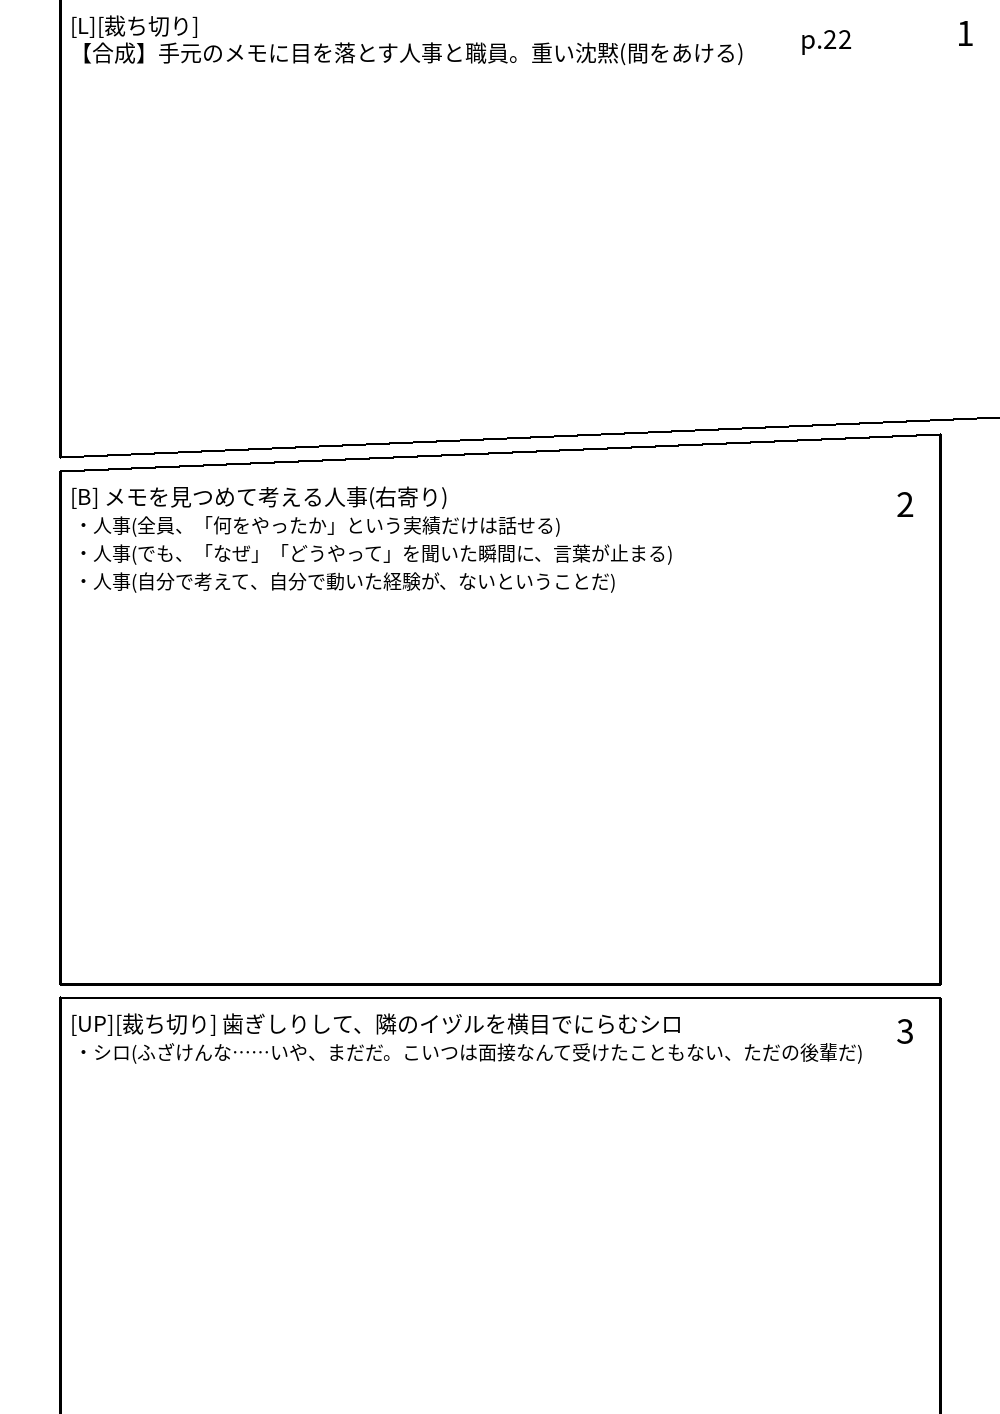 [L][裁ち切り]
【合成】手元のメモに目を落とす人事と職員。重い沈黙(間をあける)
p.22
1
[B] メモを見つめて考える人事(右寄り)
2
・人事(全員、「何をやったか」という実績だけは話せる)
・人事(でも、「なぜ」「どうやって」を聞いた瞬間に、言葉が止まる)
・人事(自分で考えて、自分で動いた経験が、ないということだ)
[UP][裁ち切り] 歯ぎしりして、隣のイヅルを横目でにらむシロ
3
・シロ(ふざけんな……いや、まだだ。こいつは面接なんて受けたこともない、ただの後輩だ)